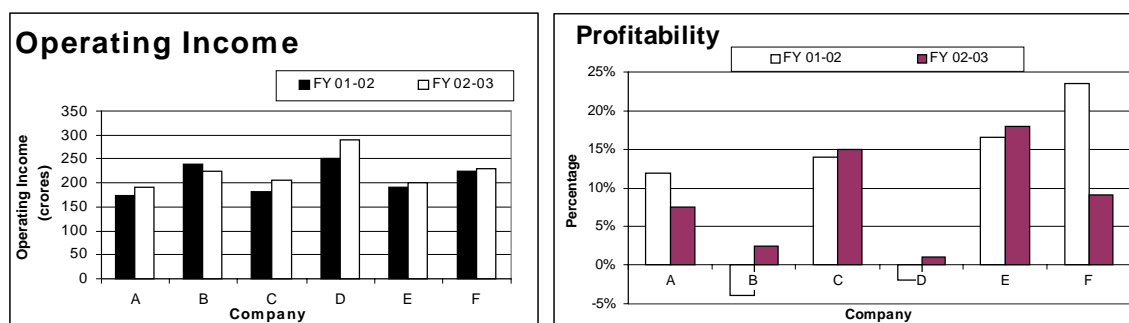 Operating Income
FY 01-02 FY 02-03
Operating Income
(crores)
350
300
250
200
150
100
50
0
A B C D E F
Company
Profitability
FY 01-02 FY 02-03
Percentage
25%
20%
15%
10%
5%
0%
-5%
A B C D E F
Company